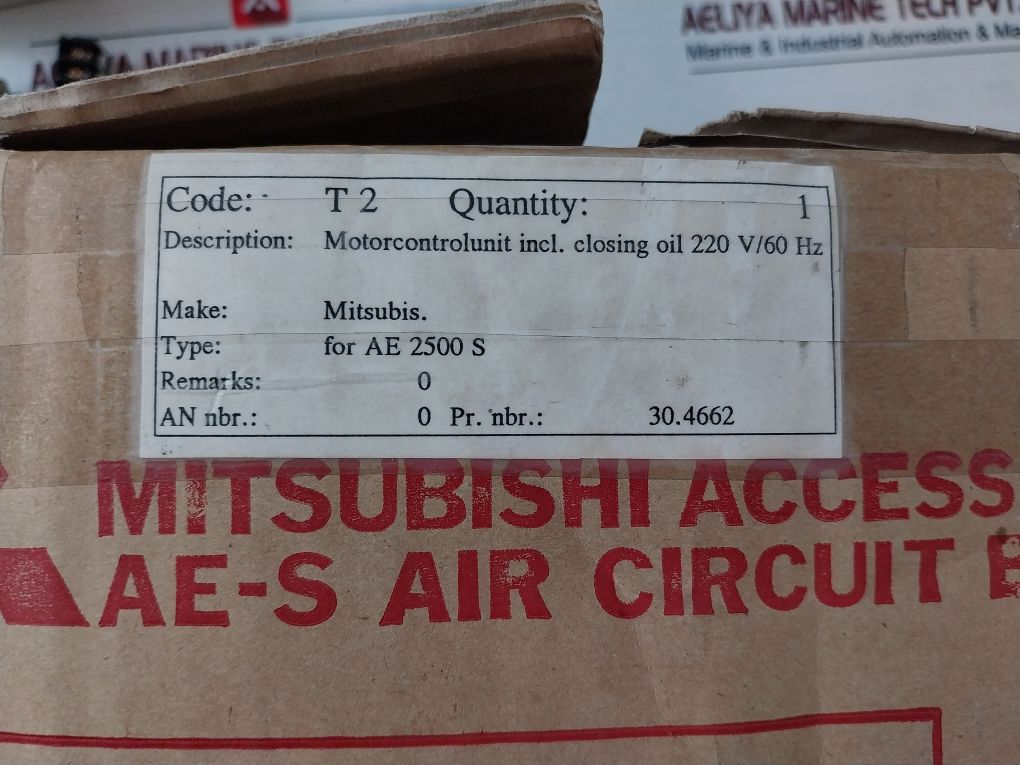 AELIYA MARINE TECH PVT.
Marine & Industrial Automation & Ma
Code: T 2 Quantity: 1
Description: Motorcontrolunit incl. closing oil 220 V/60 Hz
Make: Mitsubis.
Type: for AE 2500 S
Remarks: 0
AN nbr.: 0 Pr. nbr.: 30.4662
MITSUBISHI ACCESS
AE-S AIR CIRCUIT B